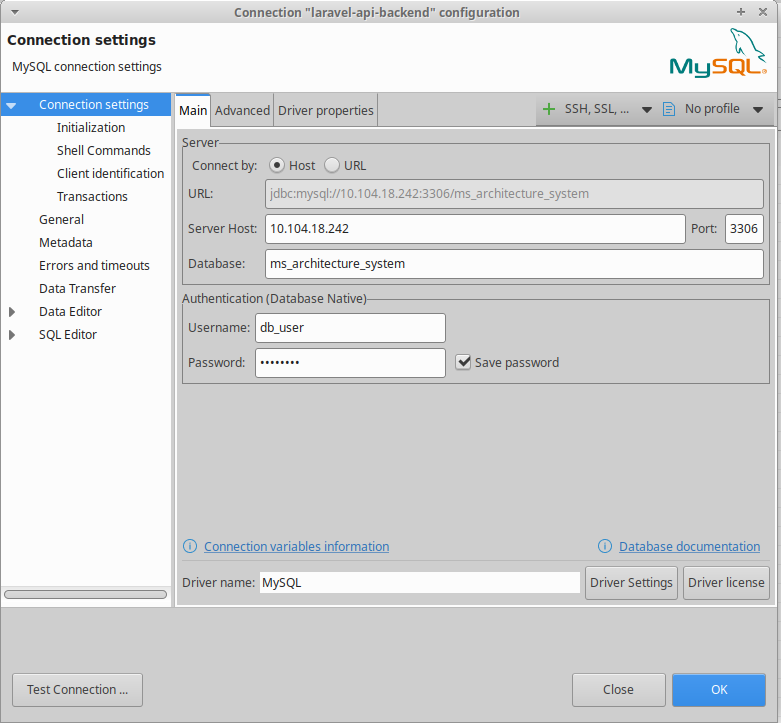 Connection "laravel-api-backend" configuration
Connection settings
MySQL connection settings
MySQL®
Connection settings
Initialization
Shell Commands
Client identification
Transactions
General
Metadata
Errors and timeouts
Data Transfer
Data Editor
SQL Editor
Main Advanced Driver properties
SSH, SSL, ... No profile
Server
Connect by: Host URL
URL: jdbc:mysql://10.104.18.242:3306/ms_architecture_system
Server Host: 10.104.18.242 Port: 3306
Database: ms_architecture_system
Authentication (Database Native)
Username: db_user
Password: •••••••• Save password
Connection variables information Database documentation
Driver name: MySQL Driver Settings Driver license
Test Connection ... Close OK